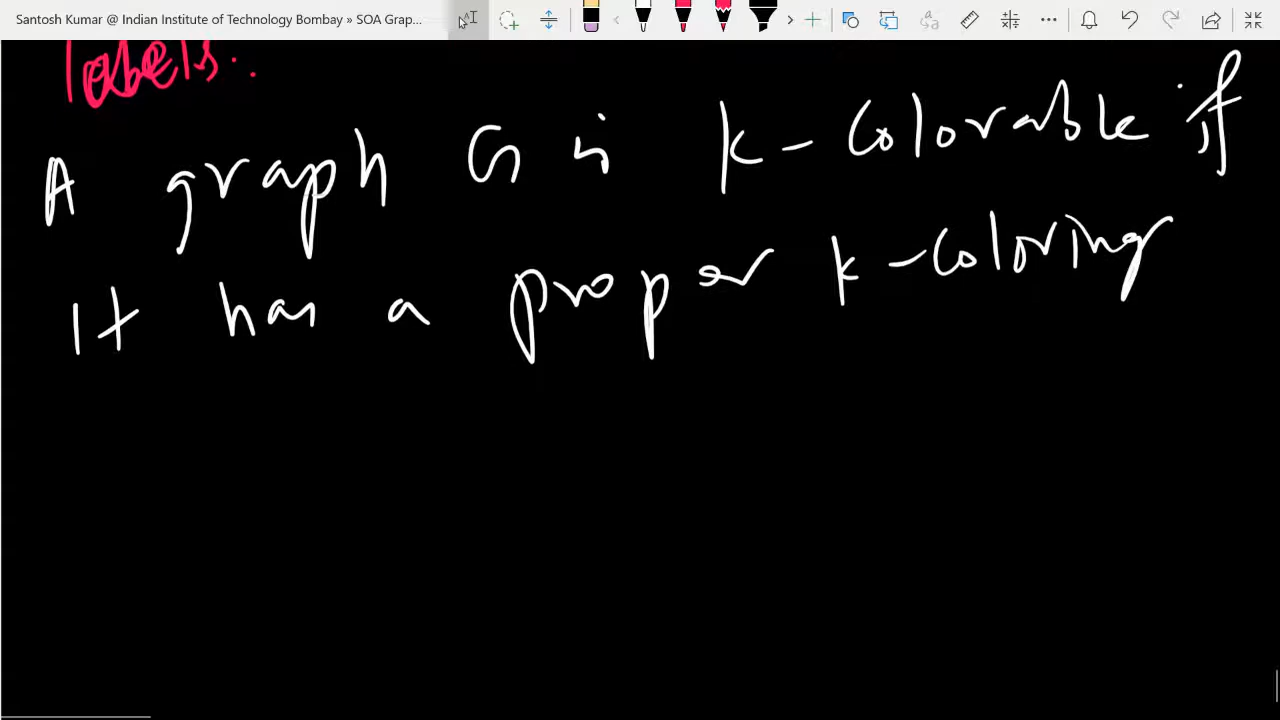 Santosh Kumar @ Indian Institute of Technology Bombay » SOA Grap...
labels.
A graph G is k-colorable if
It has a proper k-coloring